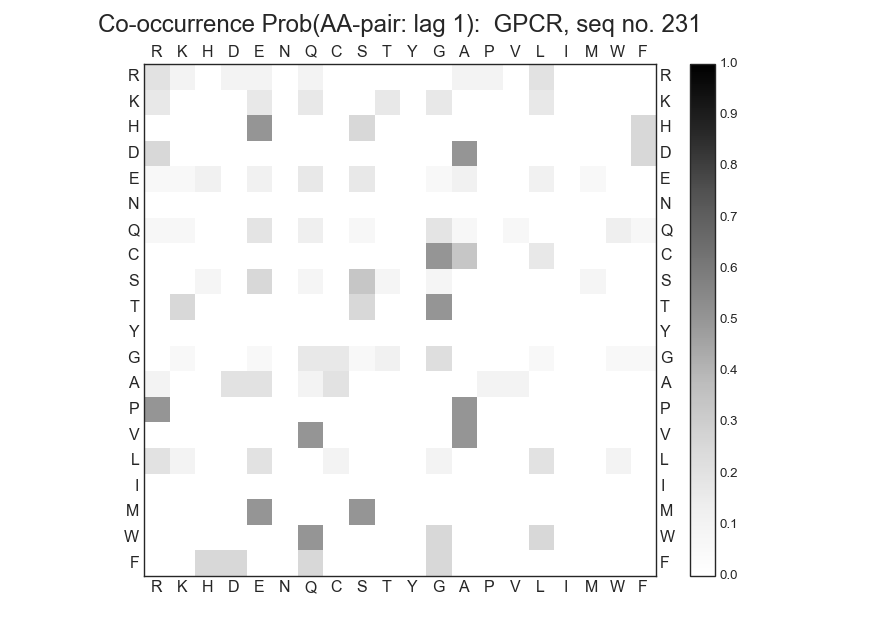 Co-occurrence Prob(AA-pair: lag 1):  GPCR, seq no. 231
R K H D E N Q C S T Y G A P V L I M W F
R R 1.0
K K 0.9
H H
D D 0.8
E E
N N 0.7
Q Q
C C 0.6
S S
T T 0.5
Y Y
G G 0.4
A A
P P 0.3
V V
L L 0.2
I I
M M 0.1
W W
F F 0.0
R K H D E N Q C S T Y G A P V L I M W F